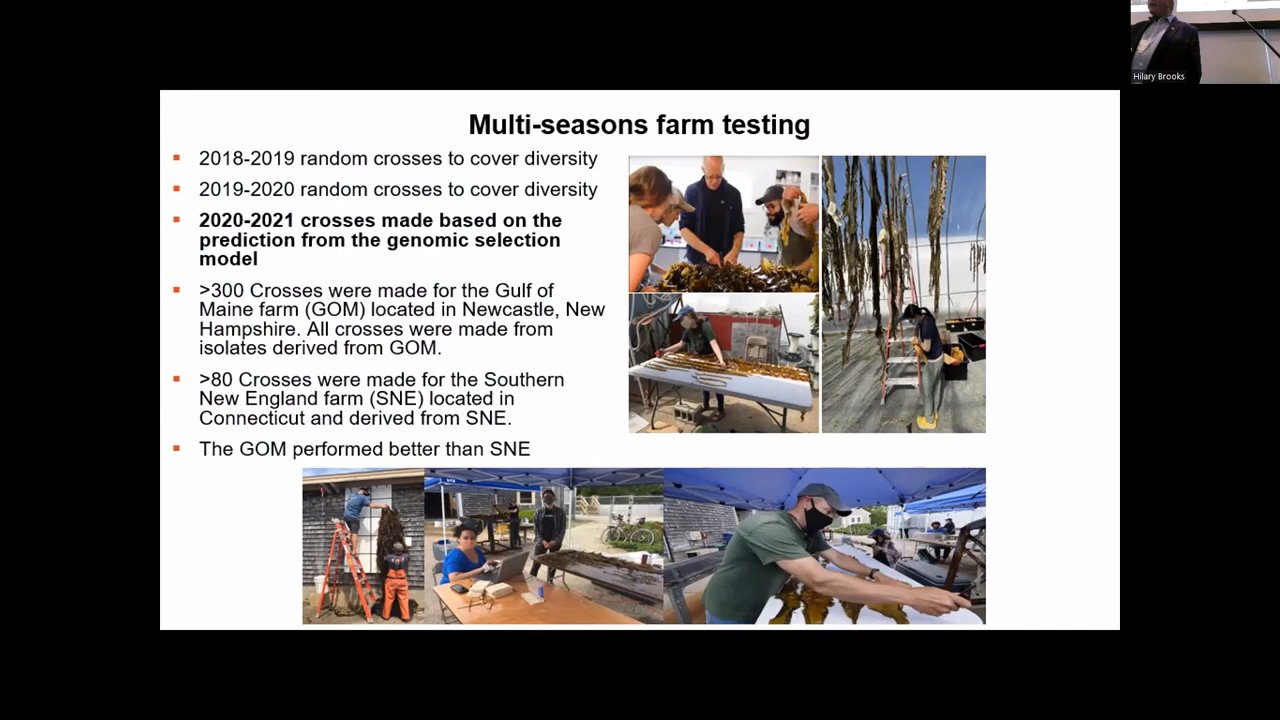 Hilary Brooks
Multi-seasons farm testing
2018-2019 random crosses to cover diversity
2019-2020 random crosses to cover diversity
2020-2021 crosses made based on the
prediction from the genomic selection
model
>300 Crosses were made for the Gulf of
Maine farm (GOM) located in Newcastle, New
Hampshire. All crosses were made from
isolates derived from GOM.
>80 Crosses were made for the Southern
New England farm (SNE) located in
Connecticut and derived from SNE.
The GOM performed better than SNE